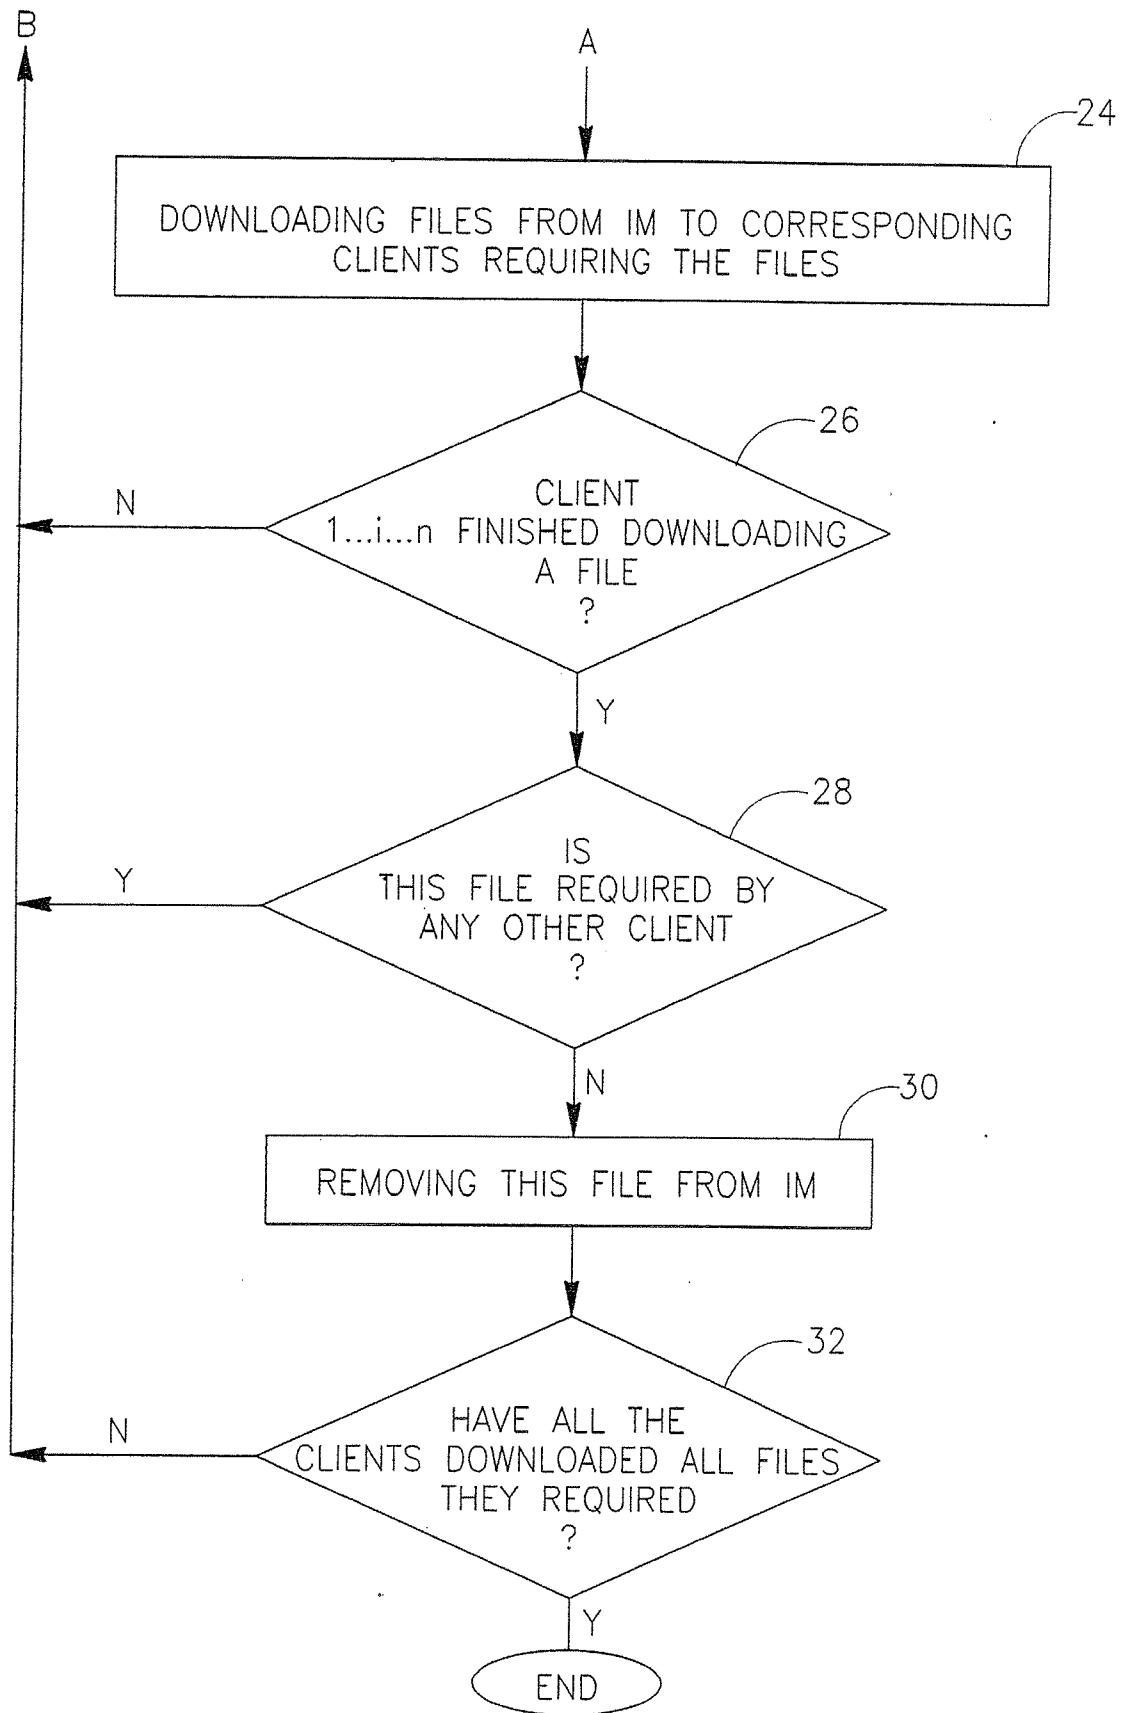 B
A
24
DOWNLOADING FILES FROM IM TO CORRESPONDING
CLIENTS REQUIRING THE FILES
26
N
CLIENT
1...i...n FINISHED DOWNLOADING
A FILE
?
Y
28
Y
IS
THIS FILE REQUIRED BY
ANY OTHER CLIENT
?
N
30
REMOVING THIS FILE FROM IM
32
N
HAVE ALL THE
CLIENTS DOWNLOADED ALL FILES
THEY REQUIRED
?
Y
END